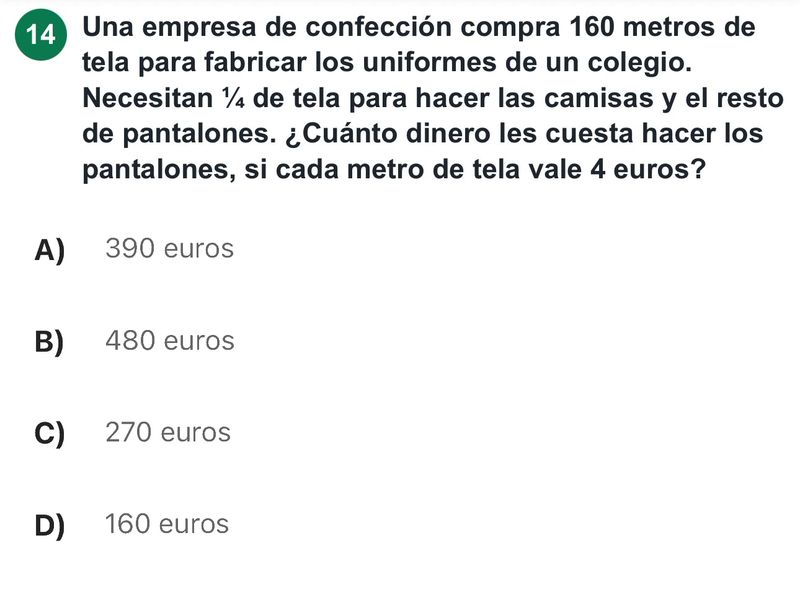 14 Una empresa de confección compra 160 metros de
tela para fabricar los uniformes de un colegio.
Necesitan ¼ de tela para hacer las camisas y el resto
de pantalones. ¿Cuánto dinero les cuesta hacer los
pantalones, si cada metro de tela vale 4 euros?
A) 390 euros
B) 480 euros
C) 270 euros
D) 160 euros